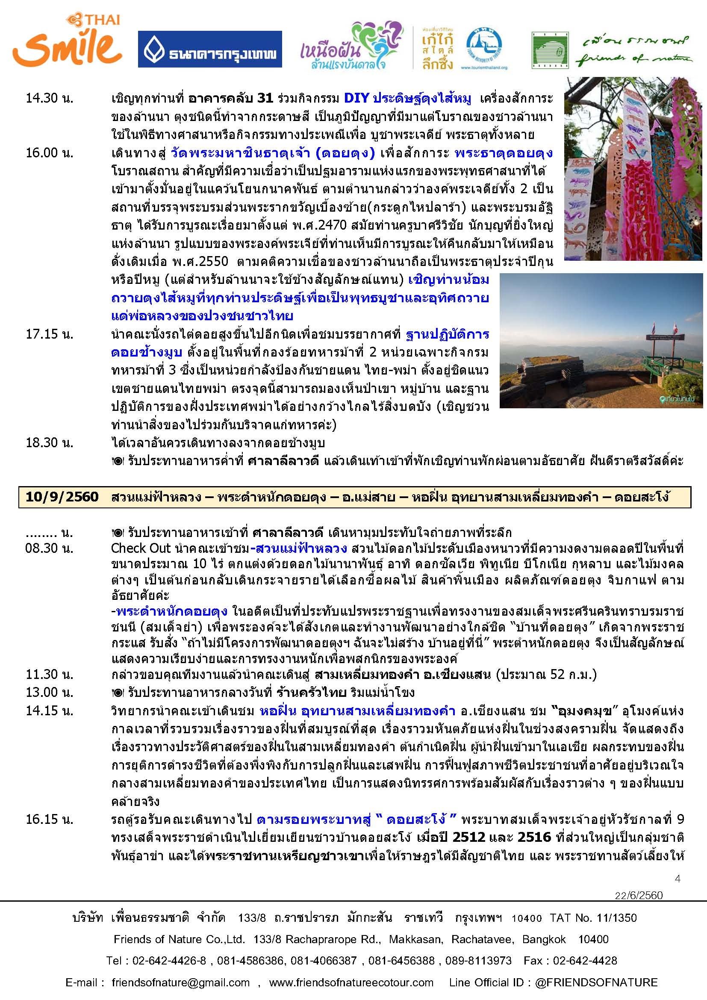 THAI
smile
ธนาคารกรุงเทพ
เหนือฝัน
ล้านแรงบันดาลใจ
ท่องเที่ยววิถีไทย
เก๋ไก๋
สไตล์
ลึกซึ้ง
ททท
TOURISM AUTHORITY OF THAILAND
www.tourismthailand.org
เพื่อนธรรมชาติ
friends of nature
14.30 น. เชิญทุกท่านที่ อาคารคลับ 31 ร่วมกิจกรรม DIY ประดิษฐ์ตุงไส้หมู เครื่องสักการะ
ของล้านนา ตุงชนิดนี้ทำจากกระดาษสี เป็นภูมิปัญญาที่มีมาแต่โบราณของชาวล้านนา
ใช้ในพิธีทางศาสนาหรือกิจกรรมทางประเพณีเพื่อ บูชาพระเจดีย์ พระธาตุทั้งหลาย
16.00 น. เดินทางสู่ วัดพระมหาชินธาตุเจ้า (ดอยตุง) เพื่อสักการะ พระธาตุดอยตุง
โบราณสถาน สำคัญที่มีความเชื่อว่าเป็นปฐมอารามแห่งแรกของพระพุทธศาสนาที่ได้
เข้ามาตั้งมั่นอยู่ในแคว้นโยนกนาคพันธ์ ตามตำนานกล่าวว่าองค์พระเจดีย์ทั้ง 2 เป็น
สถานที่บรรจุพระบรมส่วนพระรากขวัญเบื้องซ้าย(กระดูกไหปลาร้า) และพระบรมอัฐิ
ธาตุ ได้รับการบูรณะเรื่อยมาตั้งแต่ พ.ศ.2470 สมัยท่านครูบาศรีวิชัย นักบุญที่ยิ่งใหญ่
แห่งล้านนา รูปแบบของพระองค์พระเจีย์ที่ท่านเห็นมีการบูรณะให้คืนกลับมาให้เหมือน
ดั่งเดิมเมื่อ พ.ศ.2550 ตามคติความเชื่อของชาวล้านนาถือเป็นพระธาตุประจำปีกุน
หรือปีหมู (แต่สำหรับล้านนาจะใช้ช้างสัญลักษณ์แทน) เชิญท่านน้อม
ถวายตุงไส้หมูที่ทุกท่านประดิษฐ์เพื่อเป็นพุทธบูชาและอุทิศถวาย
แด่พ่อหลวงของปวงชนชาวไทย
17.15 น. นำคณะนั่งรถไต่ดอยสูงขึ้นไปอีกนิดเพื่อชมบรรยากาศที่ ฐานปฏิบัติการ
ดอยช้างมูบ ตั้งอยู่ในพื้นที่กองร้อยทหารม้าที่ 2 หน่วยเฉพาะกิจกรม
ทหารม้าที่ 3 ซึ่งเป็นหน่วยกำลังป้องกันชายแดน ไทย-พม่า ตั้งอยู่ชิดแนว
เขตชายแดนไทยพม่า ตรงจุดนี้สามารถมองเห็นป่าเขา หมู่บ้าน และฐาน
ปฏิบัติการของฝั่งประเทศพม่าได้อย่างกว้างไกลไร้สิ่งบดบัง (เชิญชวน
ท่านนำสิ่งของไปร่วมกันบริจาคแก่ทหารค่ะ)
เที่ยวไปกินไป
18.30 น. ได้เวลาอันควรเดินทางลงจากดอยช้างมูบ
รับประทานอาหารค่ำที่ ศาลาลีลาวดี แล้วเดินเท้าเข้าที่พักเชิญท่านพักผ่อนตามอัธยาศัย ฝันดีราตรีสวัสดิ์ค่ะ
10/9/2560 สวนแม่ฟ้าหลวง – พระตำหนักดอยตุง – อ.แม่สาย – หอฝิ่น อุทยานสามเหลี่ยมทองคำ – ดอยสะโง้
........ น. รับประทานอาหารเช้าที่ ศาลาลีลาวดี เดินหามุมประทับใจถ่ายภาพที่ระลึก
08.30 น. Check Out นำคณะเข้าชม-สวนแม่ฟ้าหลวง สวนไม้ดอกไม้ประดับเมืองหนาวที่มีความงดงามตลอดปีในพื้นที่
ขนาดประมาณ 10 ไร่ ตกแต่งด้วยดอกไม้นานาพันธุ์ อาทิ ดอกซัลเวีย พิทูเนีย บีโกเนีย กุหลาบ และไม้มงคล
ต่างๆ เป็นต้นก่อนกลับเดินกระจายรายได้เลือกซื้อผลไม้ สินค้าพิ้นเมือง ผลิตภัณฑ์ดอยตุง จิบกาแฟ ตาม
อัธยาศัยค่ะ
-พระตำหนักดอยตุง ในอดีตเป็นที่ประทับแปรพระราชฐานเพื่อทรงงานของสมเด็จพระศรีนครินทราบรมราช
ชนนี (สมเด็จย่า) เพื่อพระองค์จะได้สังเกตและทำงานพัฒนาอย่างใกล้ชิด “บ้านที่ดอยตุง” เกิดจากพระราช
กระแส รับสั่ง “ถ้าไม่มีโครงการพัฒนาดอยตุงฯ ฉันจะไม่สร้าง บ้านอยู่ที่นี่” พระตำหนักดอยตุง จึงเป็นสัญลักษณ์
แสดงความเรียบง่ายและการทรงงานหนักเพื่อพสกนิกรของพระองค์
11.30 น. กล่าวขอบคุณทีมงานแล้วนำคณะเดินสู่ สามเหลี่ยมทองคำ อ.เชียงแสน (ประมาณ 52 ก.ม.)
13.00 น. รับประทานอาหารกลางวันที่ ร้านครัวไทย ริมแม่น้ำโขง
14.15 น. วิทยากรนำคณะเข้าเดินชม หอฝิ่น อุทยานสามเหลี่ยมทองคำ อ.เชียงแสน ชม “อุมงคมุข” อุโมงค์แห่ง
กาลเวลาที่รวบรวมเรื่องราวของฝิ่นที่สมบูรณ์ที่สุด เรื่องราวมหันตภัยแห่งฝิ่นในช่วงสงครามฝิ่น จัดแสดงถึง
เรื่องราวทางประวัติศาสตร์ของฝิ่นในสามเหลี่ยมทองคำ ต้นกำเนิดฝิ่น ผู้นำฝิ่นเข้ามาในเอเชีย ผลกระทบของฝิ่น
การยุติการดำรงชีวิตที่ต้องพึ่งพิงกับการปลูกฝิ่นและเสพฝิ่น การฟื้นฟูสภาพชีวิตประชาชนที่อาศัยอยู่บริเวณใจ
กลางสามเหลี่ยมทองคำของประเทศไทย เป็นการแสดงนิทรรศการพร้อมสัมผัสกับเรื่องราวต่าง ๆ ของฝิ่นแบบ
คล้ายจริง
16.15 น. รถตู้รอรับคณะเดินทางไป ตามรอยพระบาทสู่ “ ดอยสะโง้ ” พระบาทสมเด็จพระเจ้าอยู่หัวรัชกาลที่ 9
ทรงเสด็จพระราชดำเนินไปเยี่ยมเยียนชาวบ้านดอยสะโง้ เมื่อปี 2512 และ 2516 ที่ส่วนใหญ่เป็นกลุ่มชาติ
พันธุ์อาข่า และได้พระราชทานเหรียญชาวเขาเพื่อให้ราษฎรได้มีสัญชาติไทย และ พระราชทานสัตว์เลี้ยงให้
4
22/6/2560
บริษัท เพื่อนธรรมชาติ จำกัด 133/8 ถ.ราชปรารภ มักกะสัน ราชเทวี กรุงเทพฯ 10400 TAT No. 11/1350
Friends of Nature Co.,Ltd. 133/8 Rachaprarope Rd., Makkasan, Rachatavee, Bangkok 10400
Tel : 02-642-4426-8 , 081-4586386, 081-4066387 , 081-6456388 , 089-8113973 Fax : 02-642-4428
E-mail : friendsofnature@gmail.com , www.friendsofnatureecotour.com Line Official ID : @FRIENDSOFNATURE